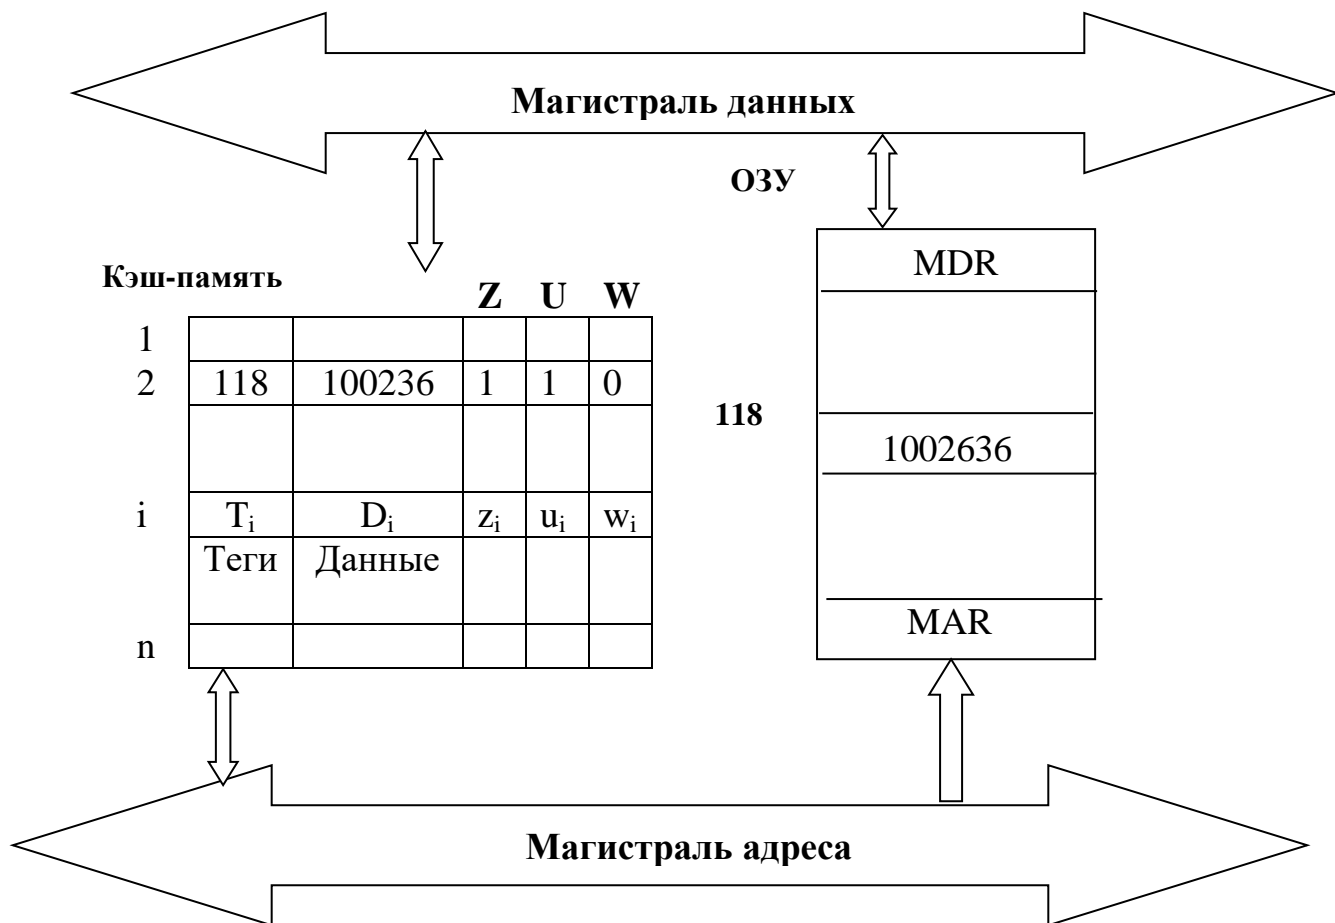 Магистраль данных
ОЗУ
MDR
Кэш-память
Z U W
1
2 118 100236 1 1 0
118
1002636
i Ti Di zi ui wi
Теги Данные
MAR
n
Магистраль адреса